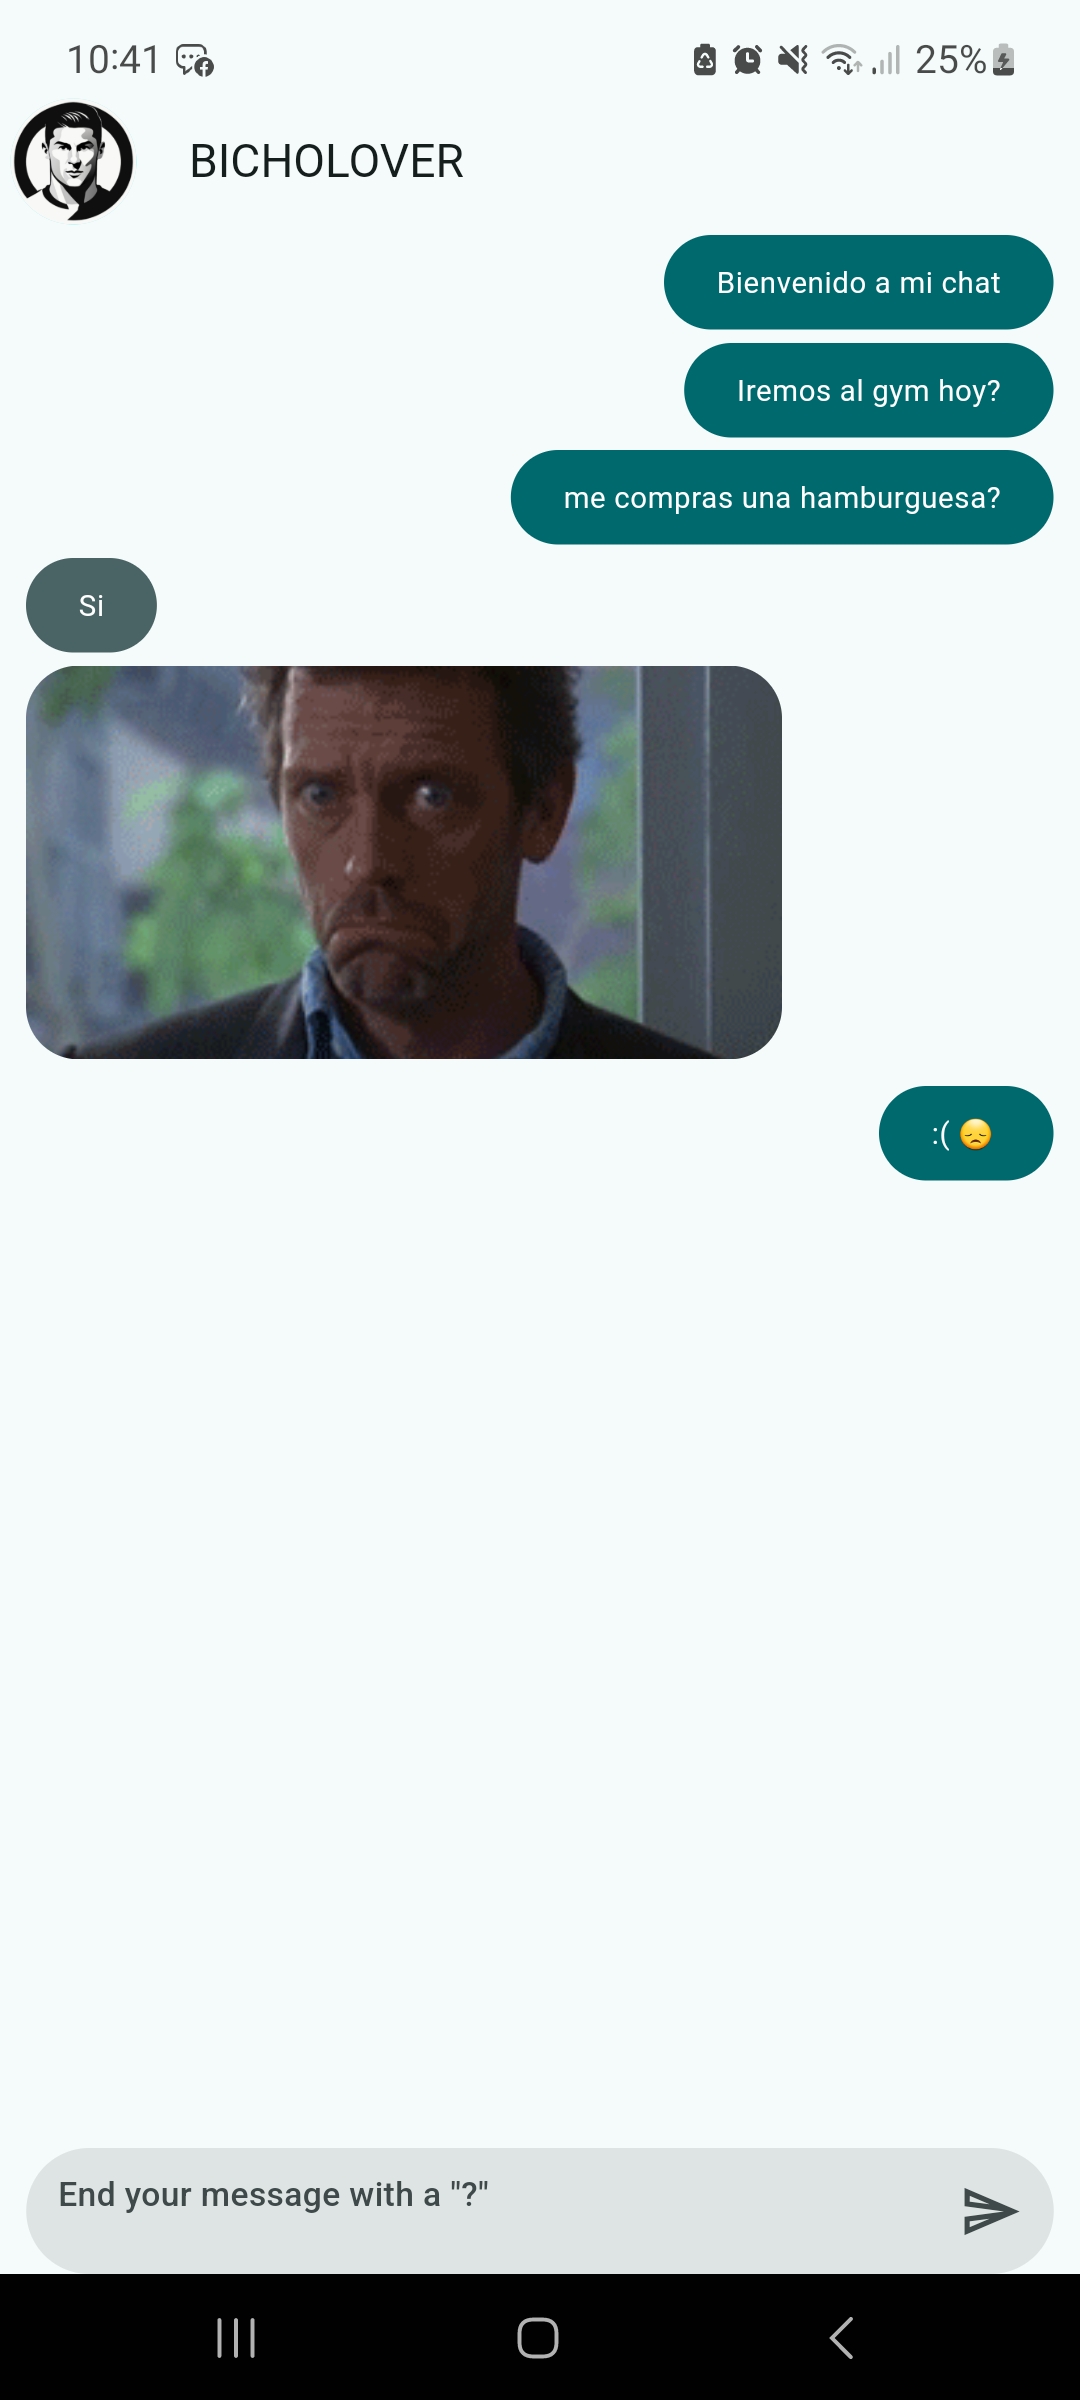 10:41
25%
BICHOLOVER
Bienvenido a mi chat
Iremos al gym hoy?
me compras una hamburguesa?
Si
:( 😞
End your message with a "?"